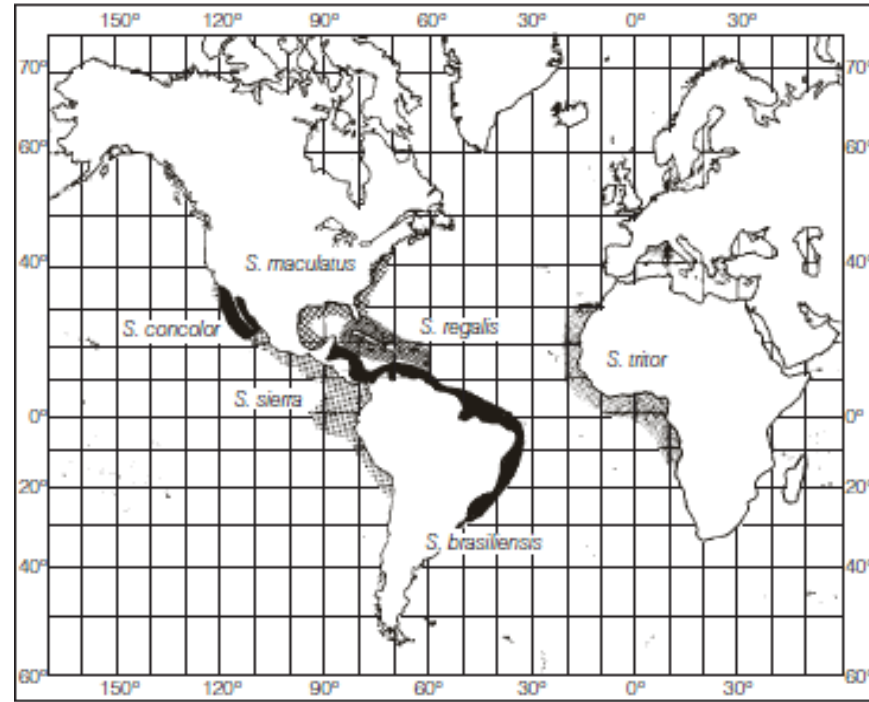 150° 120° 90° 60° 30° 0° 30°
70° 70°
60° 60°
S. maculatus
40° 40°
S. concolor S. regalis
S. tritor
S. sierra
0° 0°
20° 20°
S. brasiliensis
40° 40°
60° 60°
150° 120° 90° 60° 30° 0° 30°